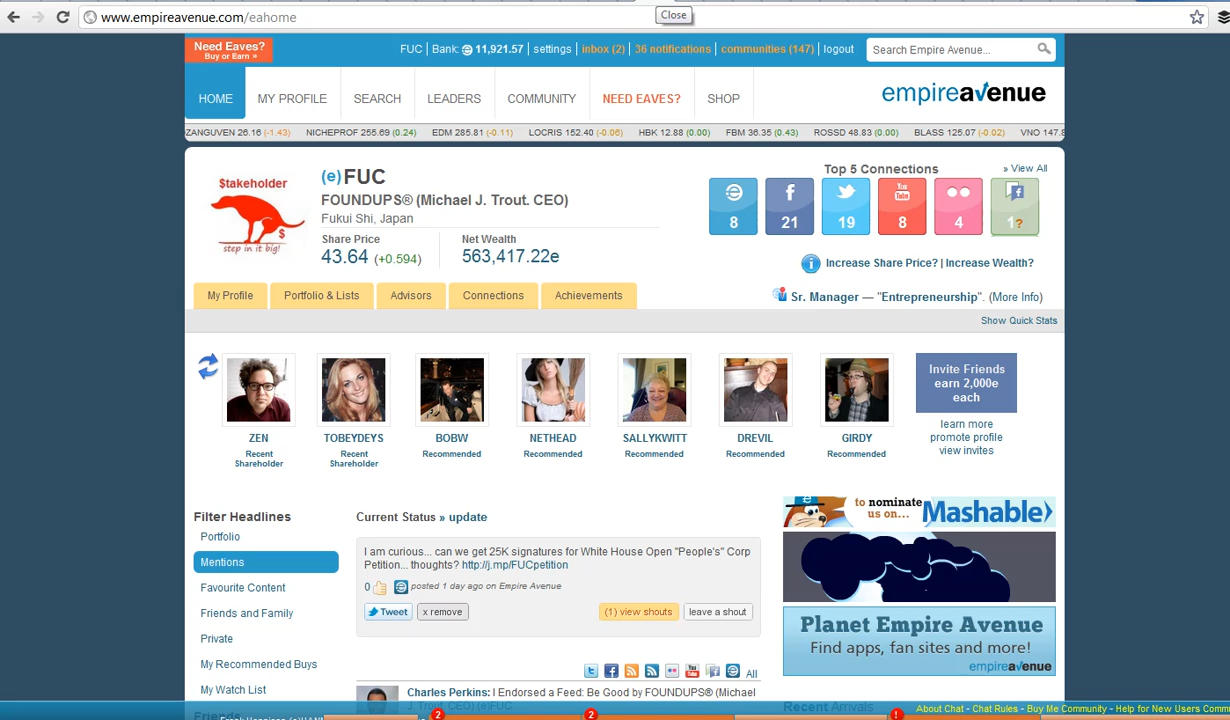 Close
www.empireavenue.com/eahome
Need Eaves?
Buy or Earn »
FUC | Bank: 11,921.57 | settings | inbox (2) | 36 notifications | communities (147) | logout
Search Empire Avenue...
HOME MY PROFILE SEARCH LEADERS COMMUNITY NEED EAVES? SHOP
empireavenue
ZANGUVEN 26.16 (-1.43) NICHEPROF 255.69 (0.24) EDM 285.81 (-0.11) LOCRIS 152.40 (-0.06) HBK 12.88 (0.00) FBM 36.35 (0.43) ROSSD 48.83 (0.00) BLASS 125.07 (-0.02) VNO 147.8
$takeholder
$
step in it big!
(e)FUC
FOUNDUPS® (Michael J. Trout. CEO)
Fukui Shi, Japan
Share Price
43.64 (+0.594)
Net Wealth
563,417.22e
Top 5 Connections
» View All
8 21 19 8 4 1?
You Tube
Increase Share Price? | Increase Wealth?
My Profile Portfolio & Lists Advisors Connections Achievements
Sr. Manager — "Entrepreneurship". (More Info)
Show Quick Stats
ZEN
Recent
Shareholder
TOBEYDEYS
Recent
Shareholder
BOBW
Recommended
NETHEAD
Recommended
SALLYKWITT
Recommended
DREVIL
Recommended
GIRDY
Recommended
Invite Friends
earn 2,000e
each
learn more
promote profile
view invites
Filter Headlines
Portfolio
Mentions
Favourite Content
Friends and Family
Private
My Recommended Buys
My Watch List
Current Status » update
I am curious... can we get 25K signatures for White House Open "People's" Corp
Petition... thoughts? http://j.mp/FUCpetition
0 posted 1 day ago on Empire Avenue
Tweet x remove (1) view shouts leave a shout
All
Charles Perkins: I Endorsed a Feed: Be Good by FOUNDUPS® (Michael
J. Trout. CEO) (e)FUC
to nominate
us on...
Mashable
Planet Empire Avenue
Find apps, fan sites and more!
empireavenue
Recent Arrivals
About Chat - Chat Rules - Buy Me Community - Help for New Users Comm
2 2 !